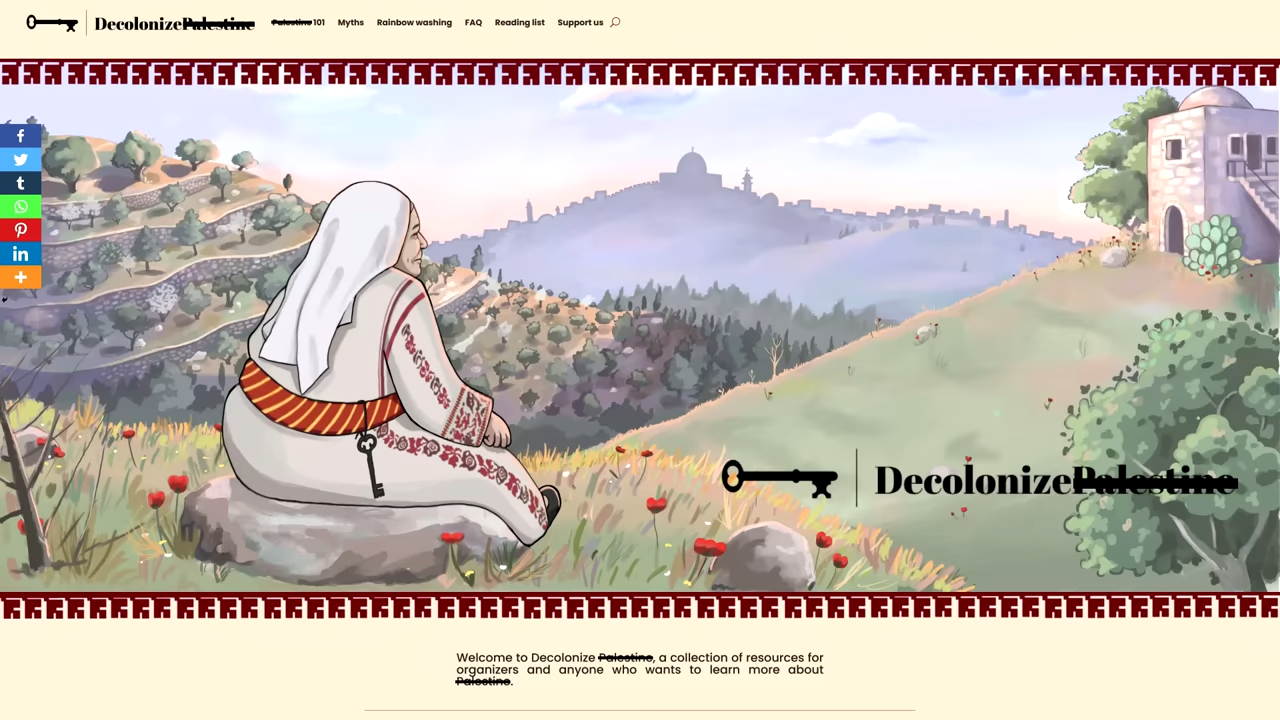 DecolonizePalestine
Palestine 101 Myths Rainbow washing FAQ Reading list Support us
DecolonizePalestine
Welcome to Decolonize Palestine, a collection of resources for
organizers and anyone who wants to learn more about
Palestine.